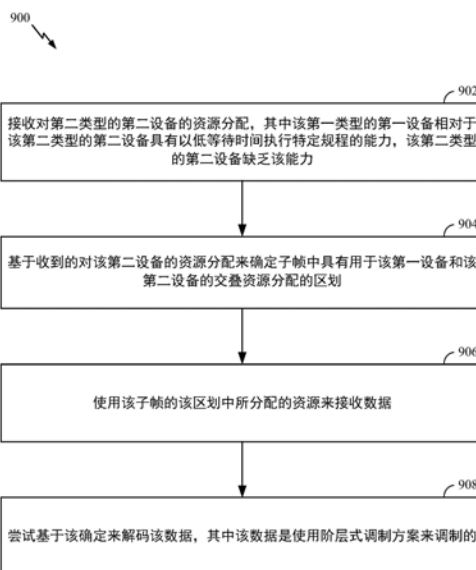 900
902
接收对第二类型的第二设备的资源分配，其中该第一类型的第一设备相对于
该第二类型的第二设备具有以低等待时间执行特定规程的能力，该第二类型
的第二设备缺乏该能力
904
基于收到的对该第二设备的资源分配来确定子帧中具有用于该第一设备和该
第二设备的交叠资源分配的区划
906
使用该子帧的该区划中所分配的资源来接收数据
908
尝试基于该确定来解码该数据，其中该数据是使用阶层式调制方案来调制的